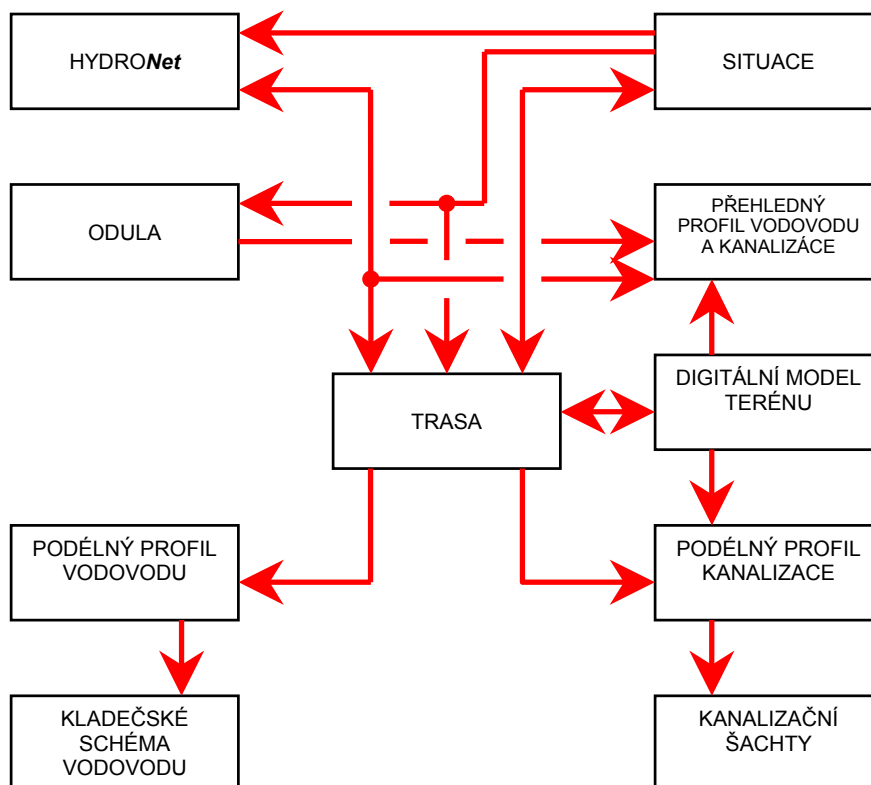 HYDRONet
SITUACE
ODULA
PŘEHLEDNÝ
PROFIL VODOVODU
A KANALIZÁCE
TRASA
DIGITÁLNÍ MODEL
TERÉNU
PODÉLNÝ PROFIL
VODOVODU
PODÉLNÝ PROFIL
KANALIZACE
KLADEČSKÉ
SCHÉMA
VODOVODU
KANALIZAČNÍ
ŠACHTY